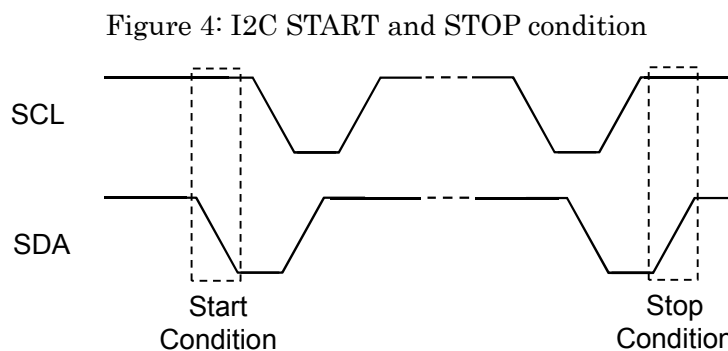 Figure 4: I2C START and STOP condition
SCL
SDA
Start
Condition
Stop
Condition